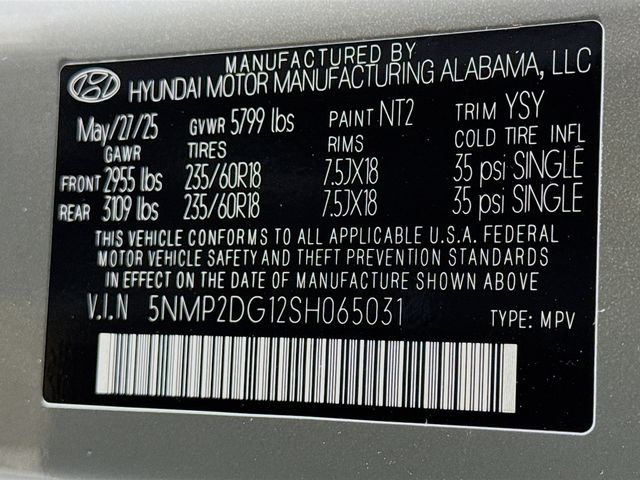 MANUFACTURED BY
HYUNDAI MOTOR MANUFACTURING ALABAMA, LLC
May/27/25 GVWR 5799 lbs PAINT NT2 TRIM YSY
GAWR TIRES RIMS COLD TIRE INFL
FRONT 2955 lbs 235/60R18 7.5JX18 35 psi SINGLE
REAR 3109 lbs 235/60R18 7.5JX18 35 psi SINGLE
THIS VEHICLE CONFORMS TO ALL APPLICABLE U.S.A. FEDERAL
MOTOR VEHICLE SAFETY AND THEFT PREVENTION STANDARDS
IN EFFECT ON THE DATE OF MANUFACTURE SHOWN ABOVE.
V.I.N 5NMP2DG12SH065031 TYPE: MPV